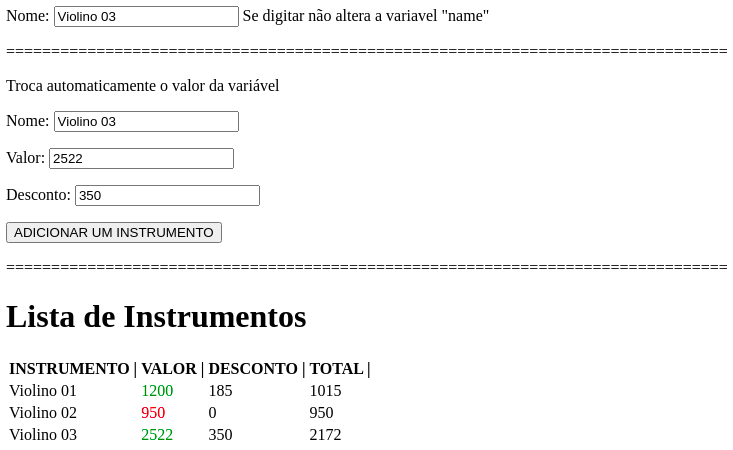 Nome: Violino 03 Se digitar não altera a variavel "name"
================================================================================
Troca automaticamente o valor da variável
Nome: Violino 03
Valor: 2522
Desconto: 350
ADICIONAR UM INSTRUMENTO
================================================================================
Lista de Instrumentos
INSTRUMENTO | VALOR | DESCONTO | TOTAL |
Violino 01 1200 185 1015
Violino 02 950 0 950
Violino 03 2522 350 2172